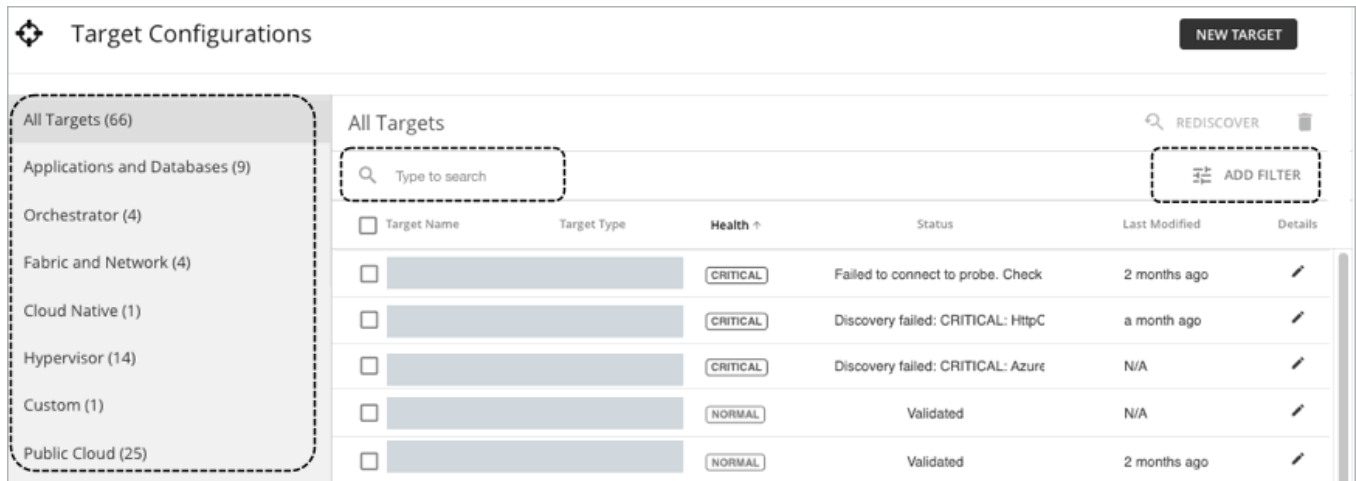 Target Configurations
NEW TARGET
All Targets (66)
Applications and Databases (9)
Orchestrator (4)
Fabric and Network (4)
Cloud Native (1)
Hypervisor (14)
Custom (1)
Public Cloud (25)
All Targets
REDISCOVER
Type to search
ADD FILTER
Target Name Target Type Health ↑ Status Last Modified Details
CRITICAL Failed to connect to probe. Check 2 months ago
CRITICAL Discovery failed: CRITICAL: HttpC a month ago
CRITICAL Discovery failed: CRITICAL: Azure N/A
NORMAL Validated N/A
NORMAL Validated 2 months ago